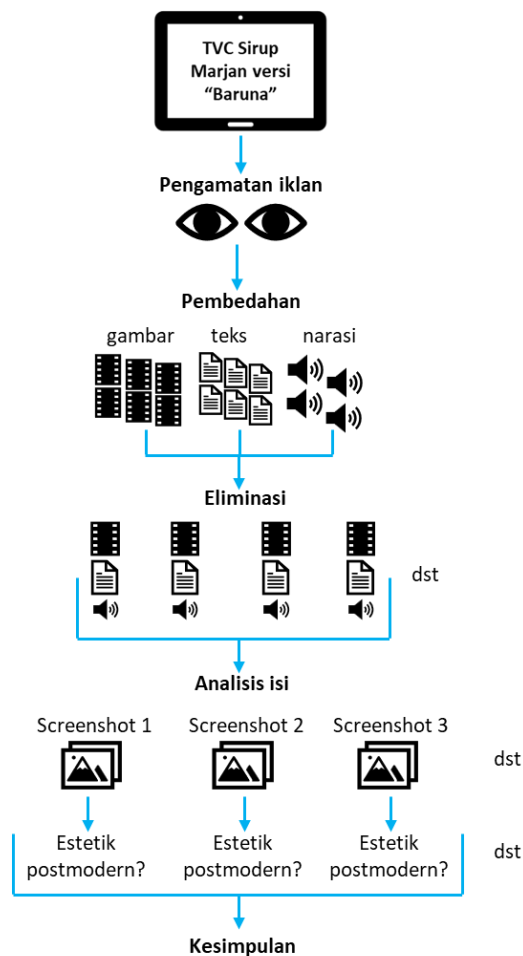 TVC Sirup
Marjan versi
“Baruna”
Pengamatan iklan
Pembedahan
gambar teks narasi
Eliminasi
dst
Analisis isi
Screenshot 1 Screenshot 2 Screenshot 3
dst
Estetik Estetik Estetik
postmodern? postmodern? postmodern?
dst
Kesimpulan